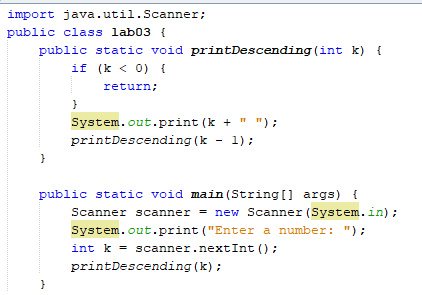 import java.util.Scanner;
public class lab03 {
    public static void printDescending(int k) {
        if (k < 0) {
            return;
        }
        System.out.print(k + " ");
        printDescending(k - 1);
    }

    public static void main(String[] args) {
        Scanner scanner = new Scanner(System.in);
        System.out.print("Enter a number: ");
        int k = scanner.nextInt();
        printDescending(k);
    }